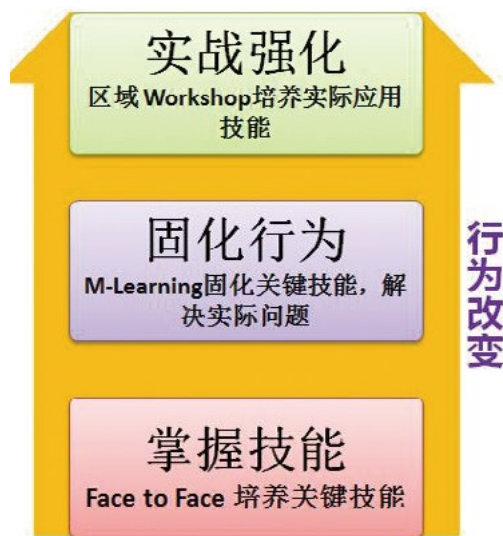 实战强化
区域 Workshop培养实际应用
技能
固化行为
M-Learning固化关键技能，解
决实际问题
掌握技能
Face to Face 培养关键技能
行为改变